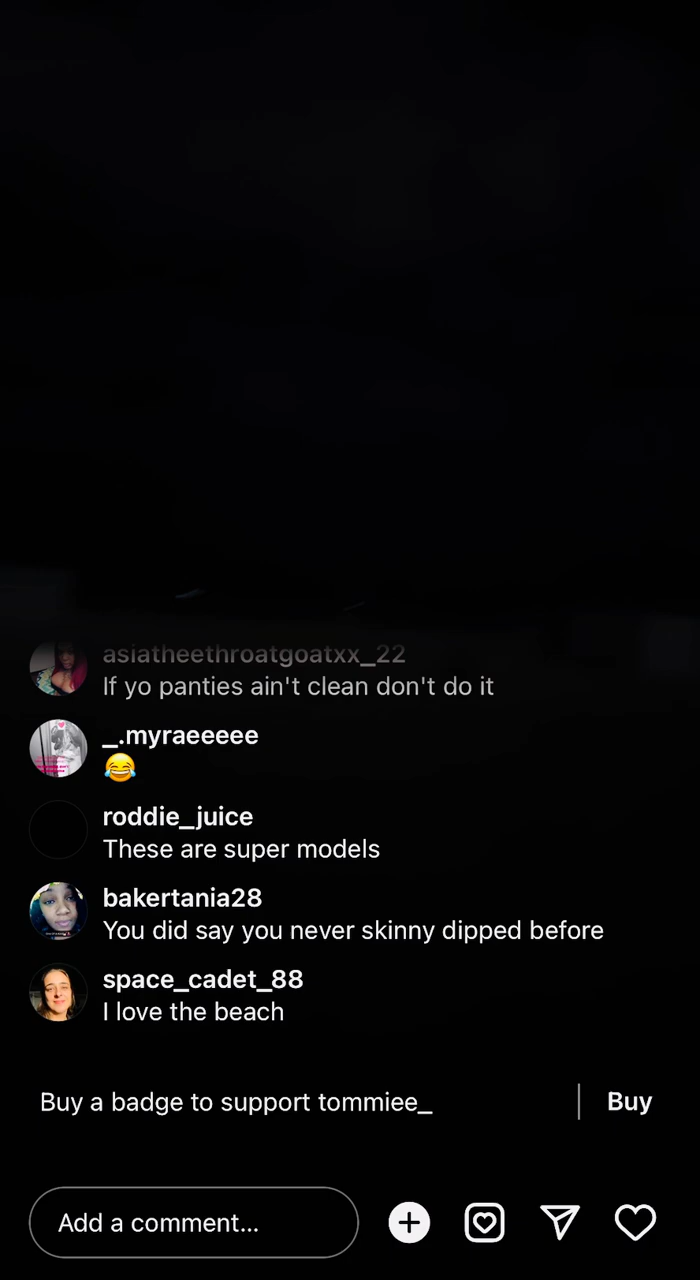 asiatheethroatgoatxx_22
If yo panties ain't clean don't do it
_.myraeeeee
😂
roddie_juice
These are super models
bakertania28
You did say you never skinny dipped before
space_cadet_88
I love the beach
Buy a badge to support tommiee_
Buy
Add a comment...